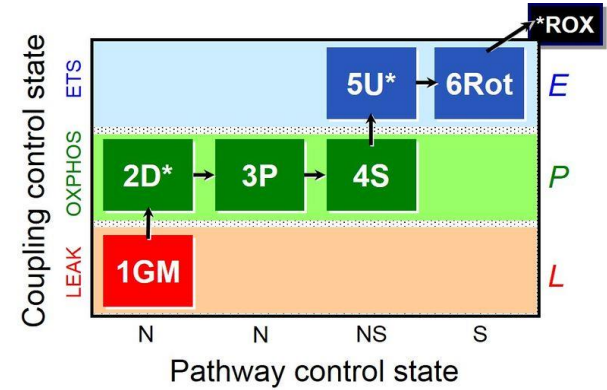 *ROX
Coupling control state
ETS
5U*
6Rot
E
OXPHOS
2D*
3P
4S
P
LEAK
1GM
L
N
N
NS
S
Pathway control state